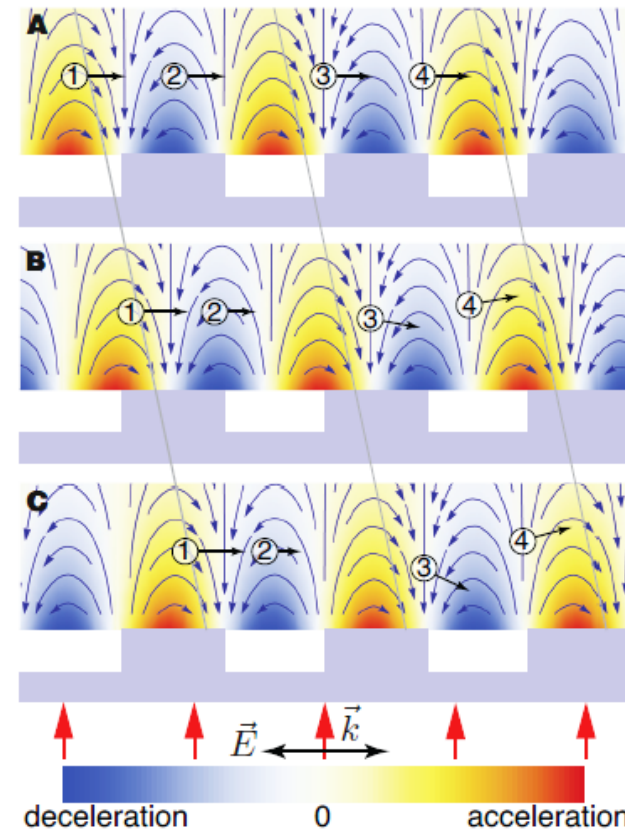 A
① ② ③ ④
B
① ② ③ ④
C
① ② ③ ④
E⃗ k⃗
deceleration 0 acceleration